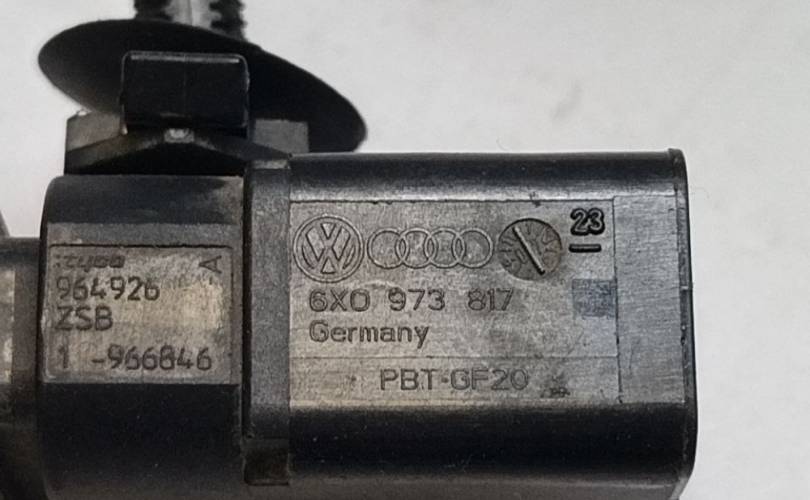 tyco
A
964926
ZSB
1 -966846
23
6X0 973 817
Germany
PBT-GF20